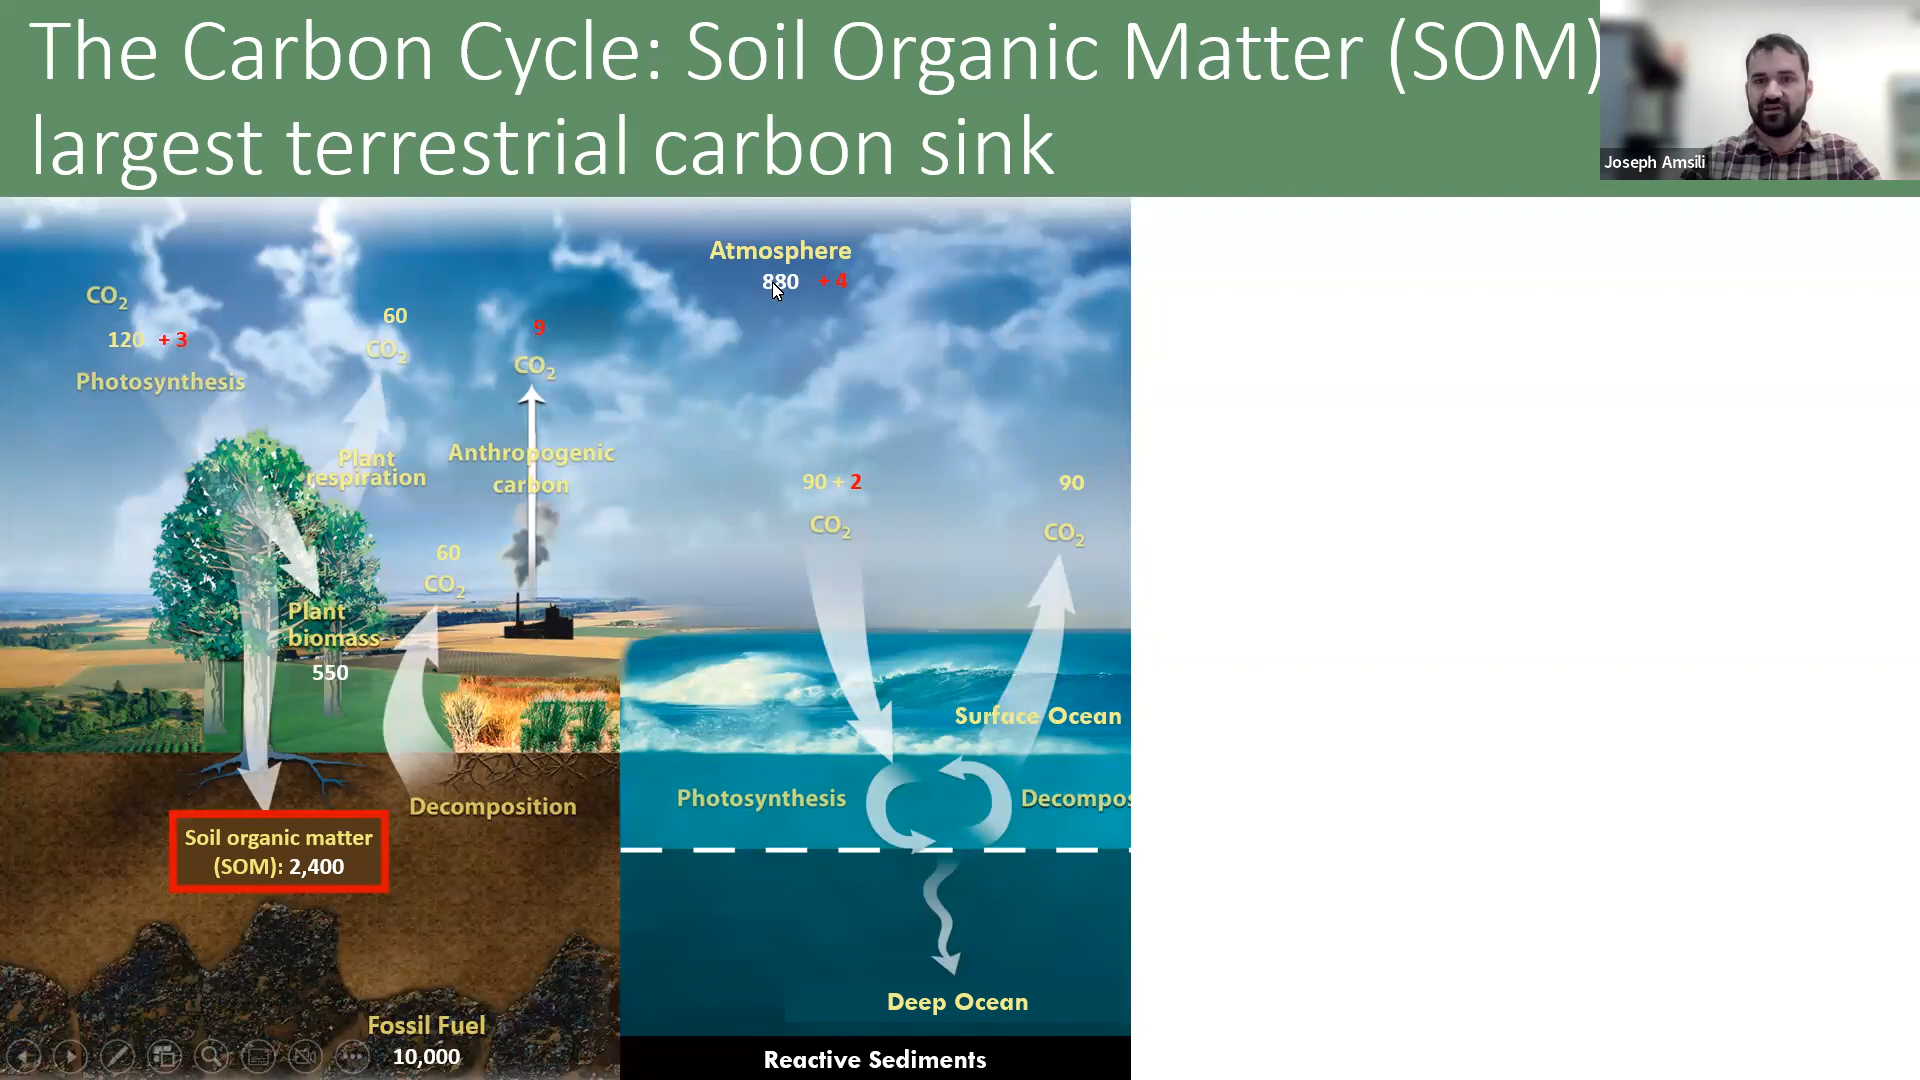 The Carbon Cycle: Soil Organic Matter (SOM)
largest terrestrial carbon sink
Joseph Amsili
Atmosphere
880 + 4
CO2
120 + 3
Photosynthesis
60
CO2
9
CO2
Plant
respiration
Anthropogenic
carbon
90 + 2
CO2
90
CO2
60
CO2
Plant
biomass
550
Surface Ocean
Photosynthesis
Decompos
Decomposition
Soil organic matter
(SOM): 2,400
Deep Ocean
Fossil Fuel
10,000
Reactive Sediments